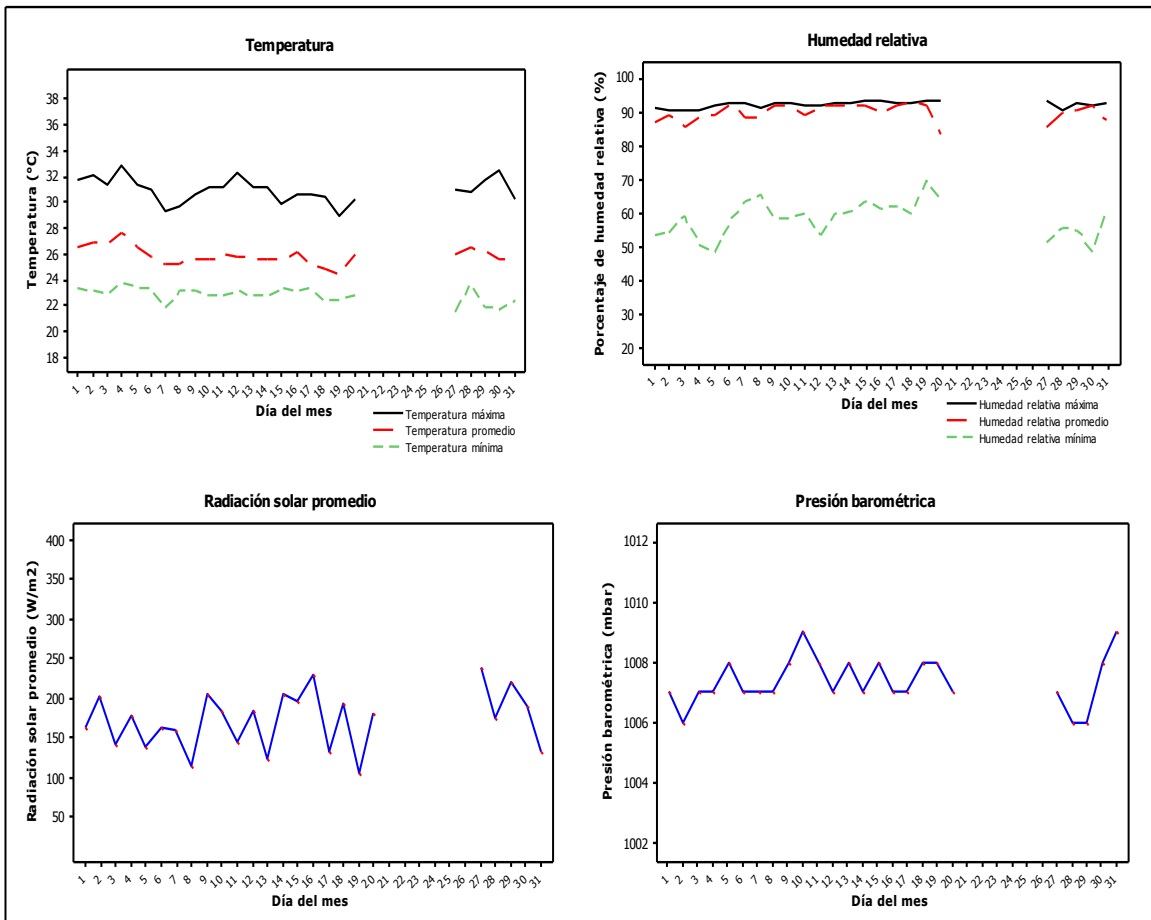 Temperatura
Temperatura (°C)
38
36
34
32
30
28
26
24
22
20
18
1 2 3 4 5 6 7 8 9 10 11 12 13 14 15 16 17 18 19 20 21 22 23 24 25 26 27 28 29 30 31
Día del mes
Temperatura máxima
Temperatura promedio
Temperatura mínima
Humedad relativa
Porcentaje de humedad relativa (%)
100
90
80
70
60
50
40
30
20
1 2 3 4 5 6 7 8 9 10 11 12 13 14 15 16 17 18 19 20 21 22 23 24 25 26 27 28 29 30 31
Día del mes
Humedad relativa máxima
Humedad relativa promedio
Humedad relativa mínima
Radiación solar promedio
Radiación solar promedio (W/m2)
400
350
300
250
200
150
100
50
1 2 3 4 5 6 7 8 9 10 11 12 13 14 15 16 17 18 19 20 21 22 23 24 25 26 27 28 29 30 31
Día del mes
Presión barométrica
Presión barométrica (mbar)
1012
1010
1008
1006
1004
1002
1 2 3 4 5 6 7 8 9 10 11 12 13 14 15 16 17 18 19 20 21 22 23 24 25 26 27 28 29 30 31
Día del mes